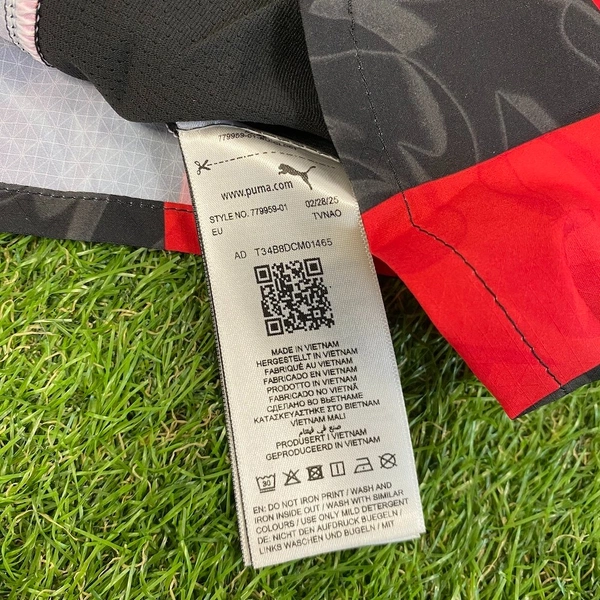 779959-01
www.puma.com
STYLE NO. 779959-01 02/28/25
EU TVNAO
AD T34B8DCM01465
MADE IN VIETNAM
HERGESTELLT IN VIETNAM
FABRIQUÉ AU VIETNAM
FABRICADO EN VIETNAM
PRODOTTO IN VIETNAM
FABRICADO NO VIETNÃ
СДЕЛАНО ВО ВЬЕТНАМЕ
ΚΑΤΑΣΚΕΥΑΣΤΗΚΕ ΣΤΟ ΒΙΕΤΝΑΜ
VIETNAM MALI
صنع في فيتنام
PRODUSERT I VIETNAM
GEPRODUCEERD IN VIETNAM
30
EN: DO NOT IRON PRINT / WASH AND
IRON INSIDE OUT / WASH WITH SIMILAR
COLOURS / USE ONLY MILD DETERGENT
DE: NICHT DEN AUFDRUCK BUEGELN /
LINKS WASCHEN UND BUEGELN / MIT